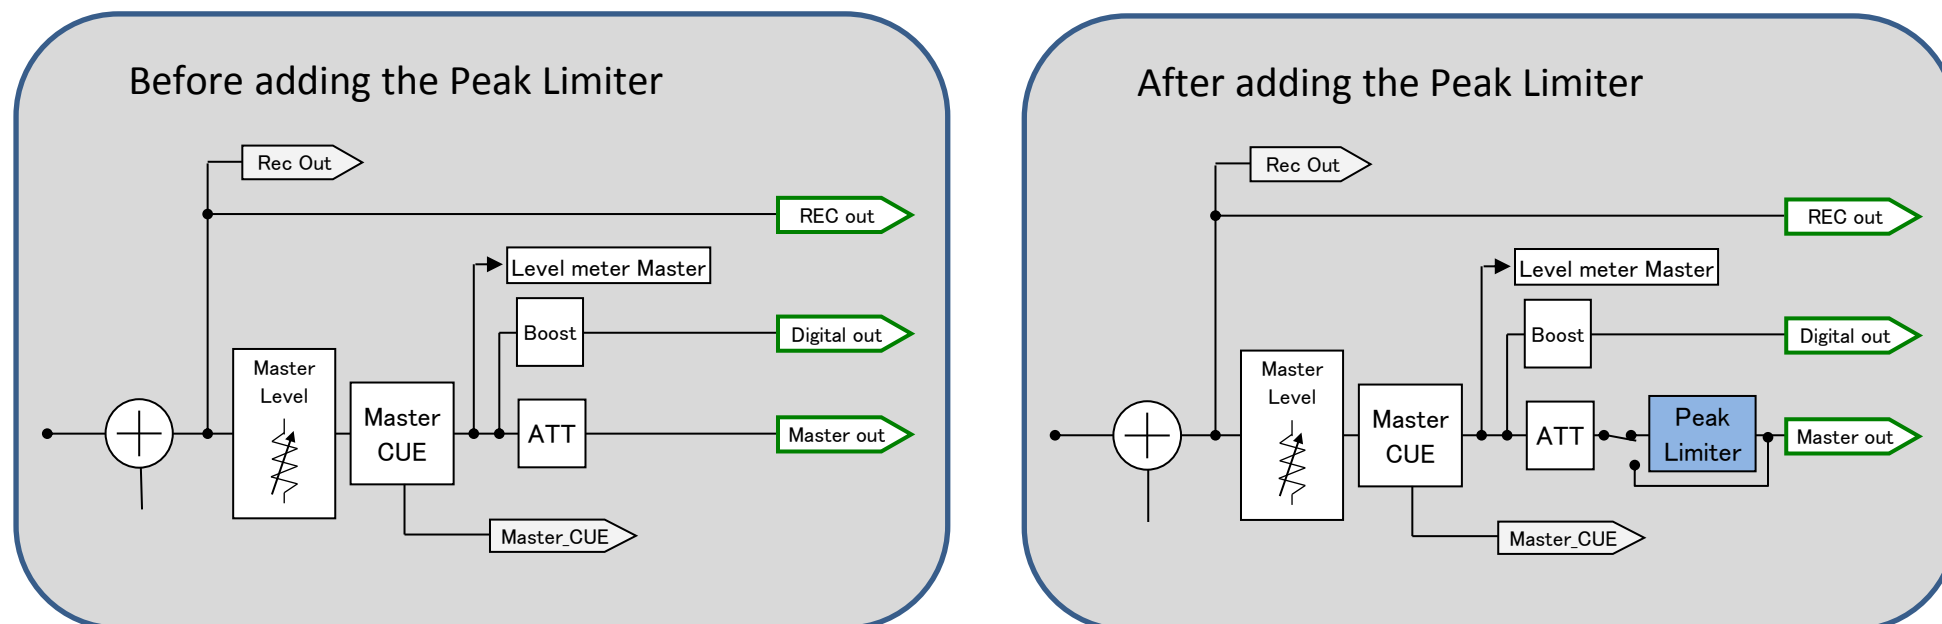 Before adding the Peak Limiter
Rec Out
REC out
Level meter Master
Boost
Digital out
Master
Level
Master
CUE
ATT
Master out
Master_CUE
After adding the Peak Limiter
Rec Out
REC out
Level meter Master
Boost
Digital out
Master
Level
Master
CUE
ATT
Peak
Limiter
Master out
Master_CUE